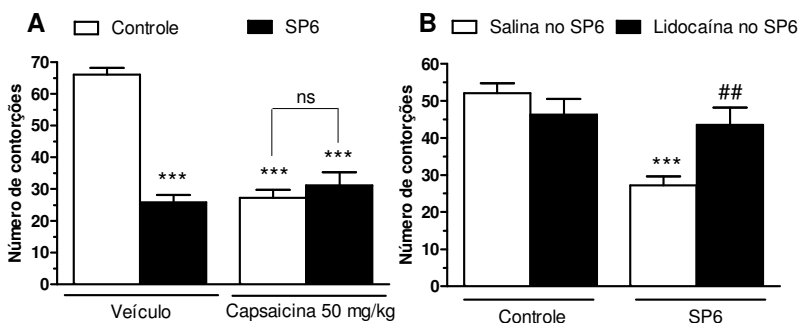 A
Controle
SP6
Número de contorções
70
60
50
40
30
20
10
0
***
***
ns
***
Veículo
Capsaicina 50 mg/kg
B
Salina no SP6
Lidocaína no SP6
Número de contorções
60
50
40
30
20
10
0
***
##
Controle
SP6